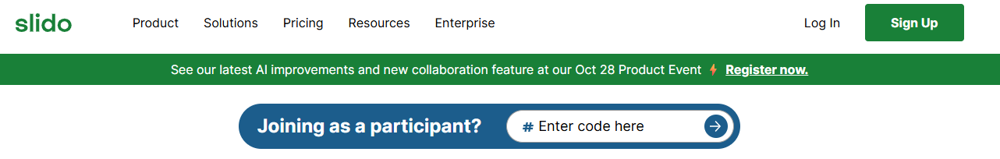 slido Product Solutions Pricing Resources Enterprise Log In Sign Up
See our latest AI improvements and new collaboration feature at our Oct 28 Product Event ⚡ Register now.
Joining as a participant? # Enter code here